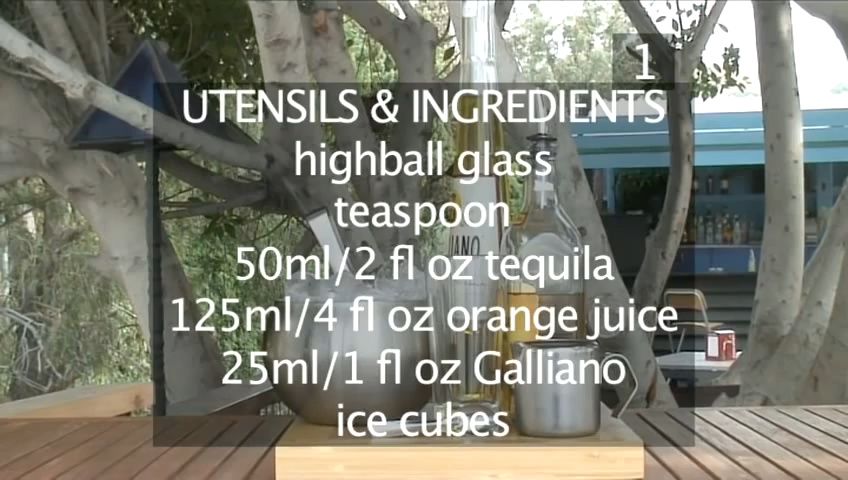 1
UTENSILS & INGREDIENTS
highball glass
teaspoon
50ml/2 fl oz tequila
125ml/4 fl oz orange juice
25ml/1 fl oz Galliano
ice cubes